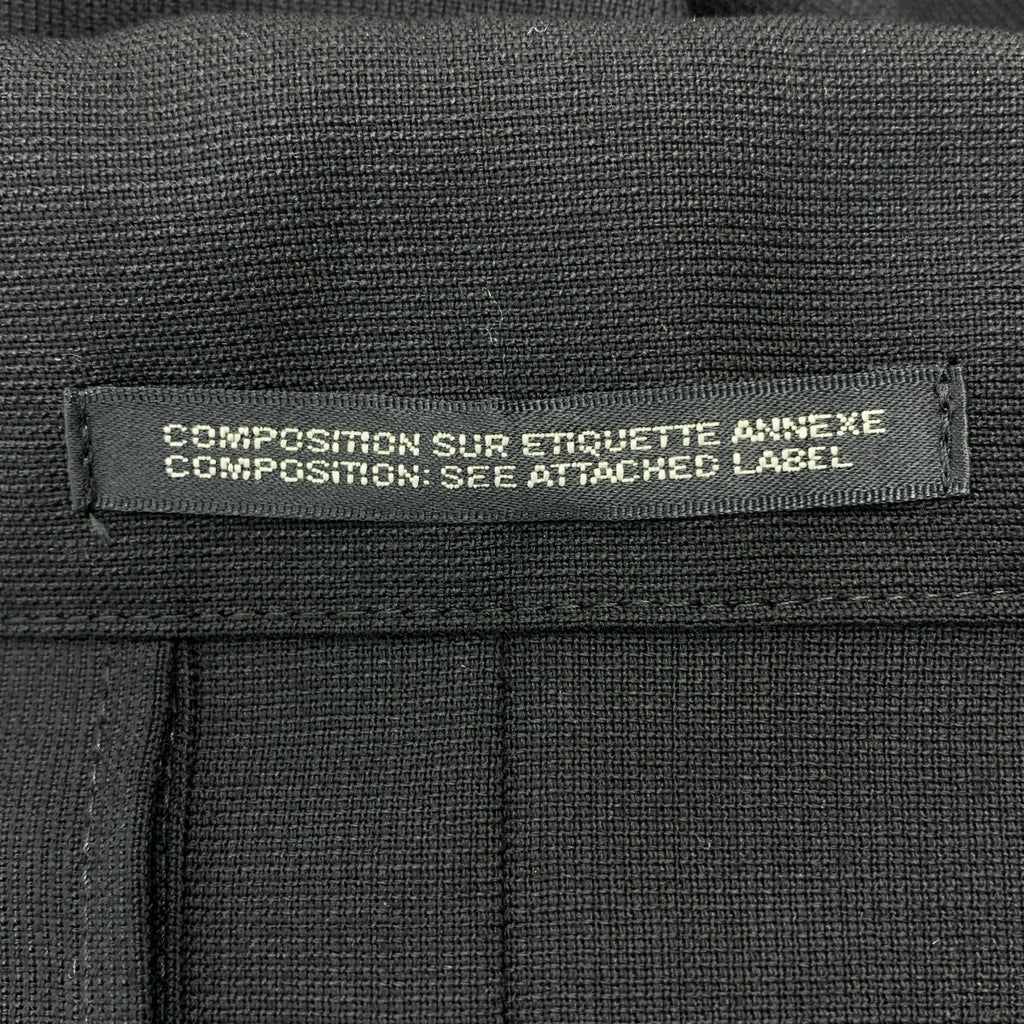 COMPOSITION SUR ETIQUETTE ANNEXE
COMPOSITION: SEE ATTACHED LABEL